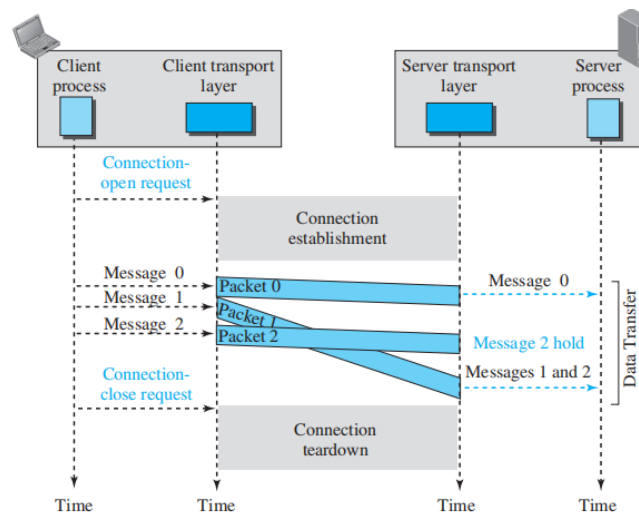 Client
process
Client transport
layer
Server transport
layer
Server
process
Connection-
open request
Connection
establishment
Message 0
Packet 0
Message 0
Message 1
Packet 1
Message 2
Packet 2
Message 2 hold
Messages 1 and 2
Data Transfer
Connection-
close request
Connection
teardown
Time
Time
Time
Time